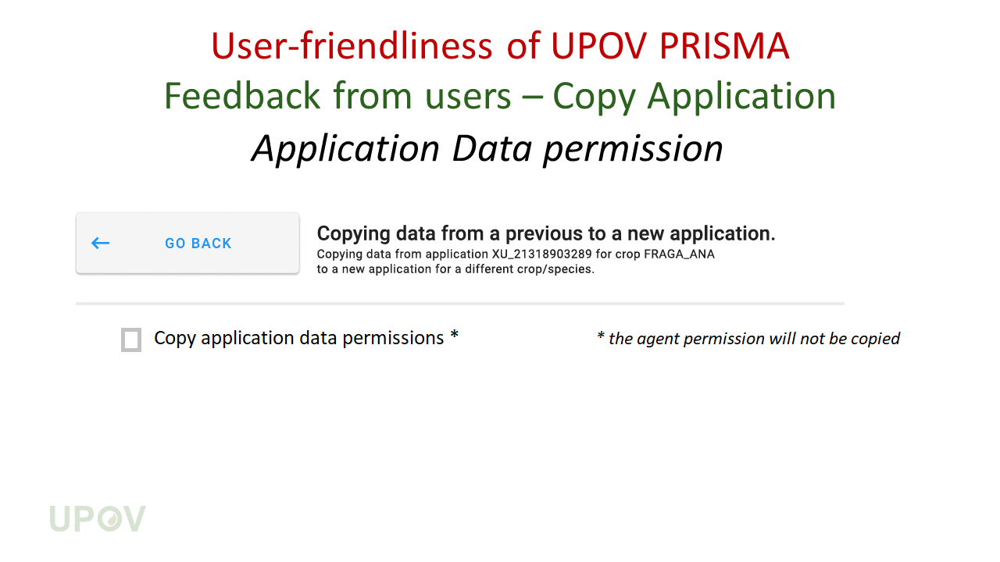 User-friendliness of UPOV PRISMA
Feedback from users – Copy Application
Application Data permission
GO BACK
Copying data from a previous to a new application.
Copying data from application XU_21318903289 for crop FRAGA_ANA
to a new application for a different crop/species.
Copy application data permissions *
* the agent permission will not be copied
UPOV